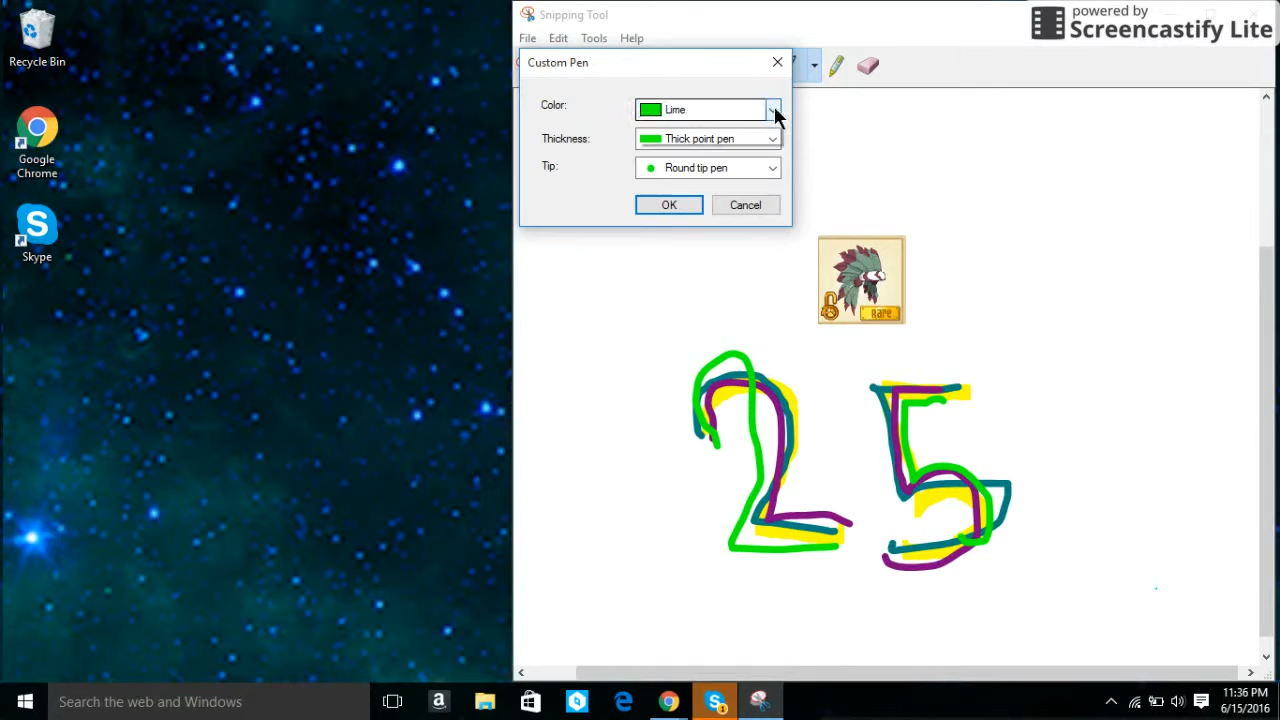 Snipping Tool
powered by
Screencastify Lite
File Edit Tools Help
Recycle Bin
Custom Pen
Color: Lime
Thickness: Thick point pen
Tip: Round tip pen
OK Cancel
Google
Chrome
Skype
Rare
25
Search the web and Windows
11:36 PM
6/15/2016